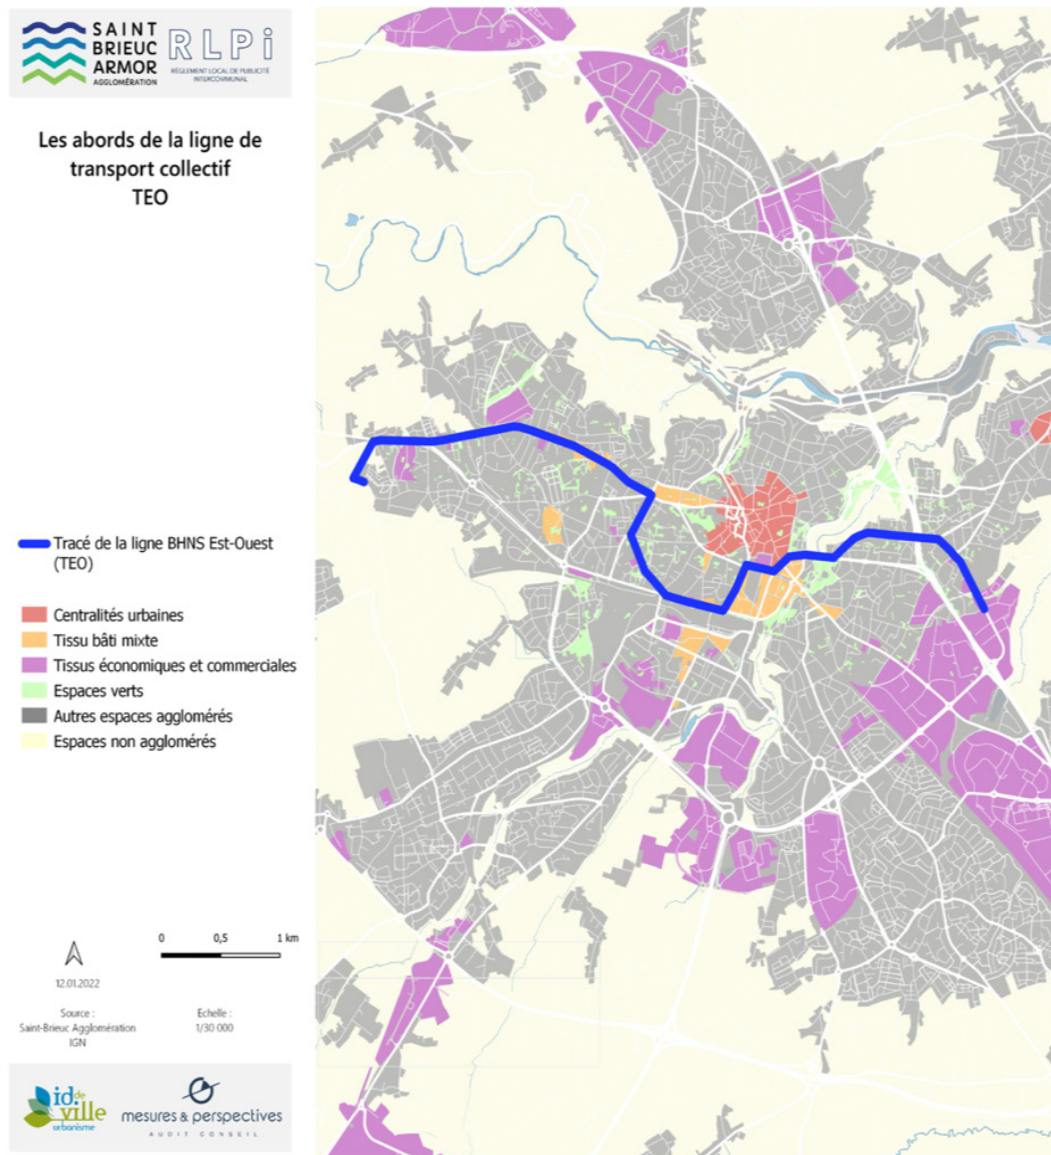 SAINT
BRIEUC
ARMOR
AGGLOMÉRATION
RLPi
RÈGLEMENT LOCAL DE PUBLICITÉ
INTERCOMMUNAL
Les abords de la ligne de
transport collectif
TEO
Tracé de la ligne BHNS Est-Ouest
(TEO)
Centralités urbaines
Tissu bâti mixte
Tissus économiques et commerciales
Espaces verts
Autres espaces agglomérés
Espaces non agglomérés
0 0,5 1 km
12.01.2022
Source :
Saint-Brieuc Agglomération
IGN
Echelle :
1/30 000
id de
ville
urbanisme
mesures & perspectives
AUDIT CONSEIL